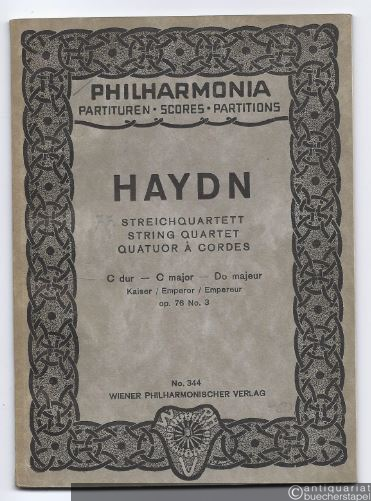 PHILHARMONIA
PARTITUREN • SCORES • PARTITIONS
HAYDN
STREICHQUARTETT
STRING QUARTET
QUATUOR À CORDES
C dur — C major — Do majeur
Kaiser / Emperor / Empereur
op. 76 No. 3
No. 344
WIENER PHILHARMONISCHER VERLAG
antiquariat
buecherstapel